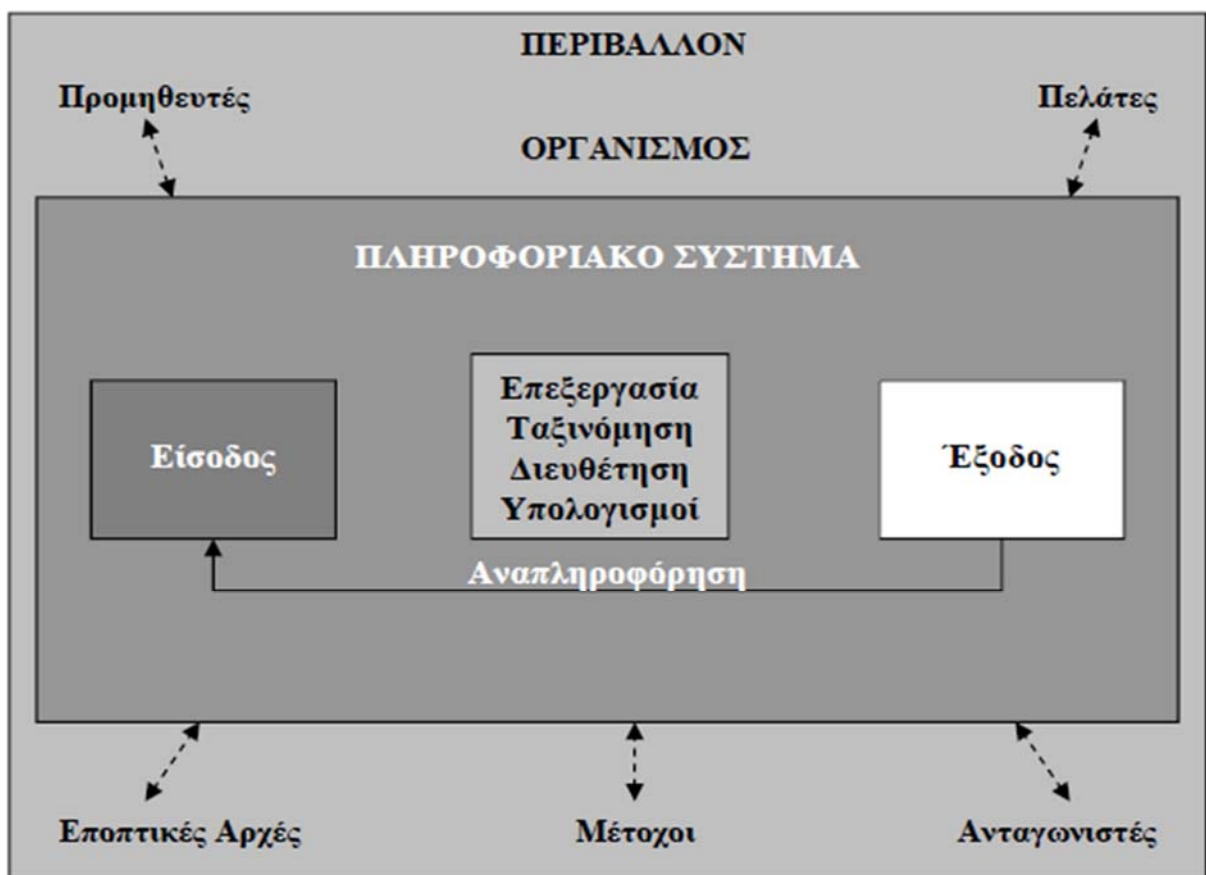 ΠΕΡΙΒΑΛΛΟΝ
Προμηθευτές
Πελάτες
ΟΡΓΑΝΙΣΜΟΣ
ΠΛΗΡΟΦΟΡΙΑΚΟ ΣΥΣΤΗΜΑ
Είσοδος
Επεξεργασία
Ταξινόμηση
Διευθέτηση
Υπολογισμοί
Έξοδος
Αναπληροφόρηση
Εποπτικές Αρχές
Μέτοχοι
Ανταγωνιστές